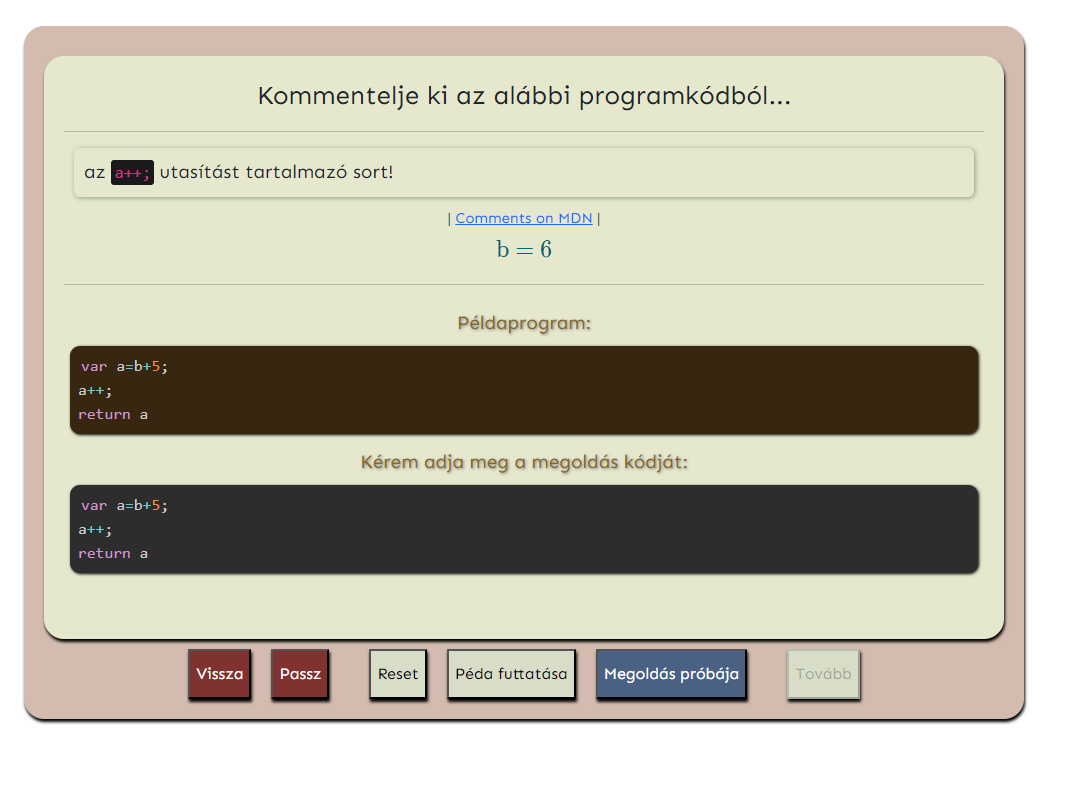 Kommentelje ki az alábbi programkódból...
az a++; utasítást tartalmazó sort!
| Comments on MDN |
b = 6
Példaprogram:
var a=b+5;
a++;
return a
Kérem adja meg a megoldás kódját:
var a=b+5;
a++;
return a
Vissza Passz Reset Péda futtatása Megoldás próbája Tovább